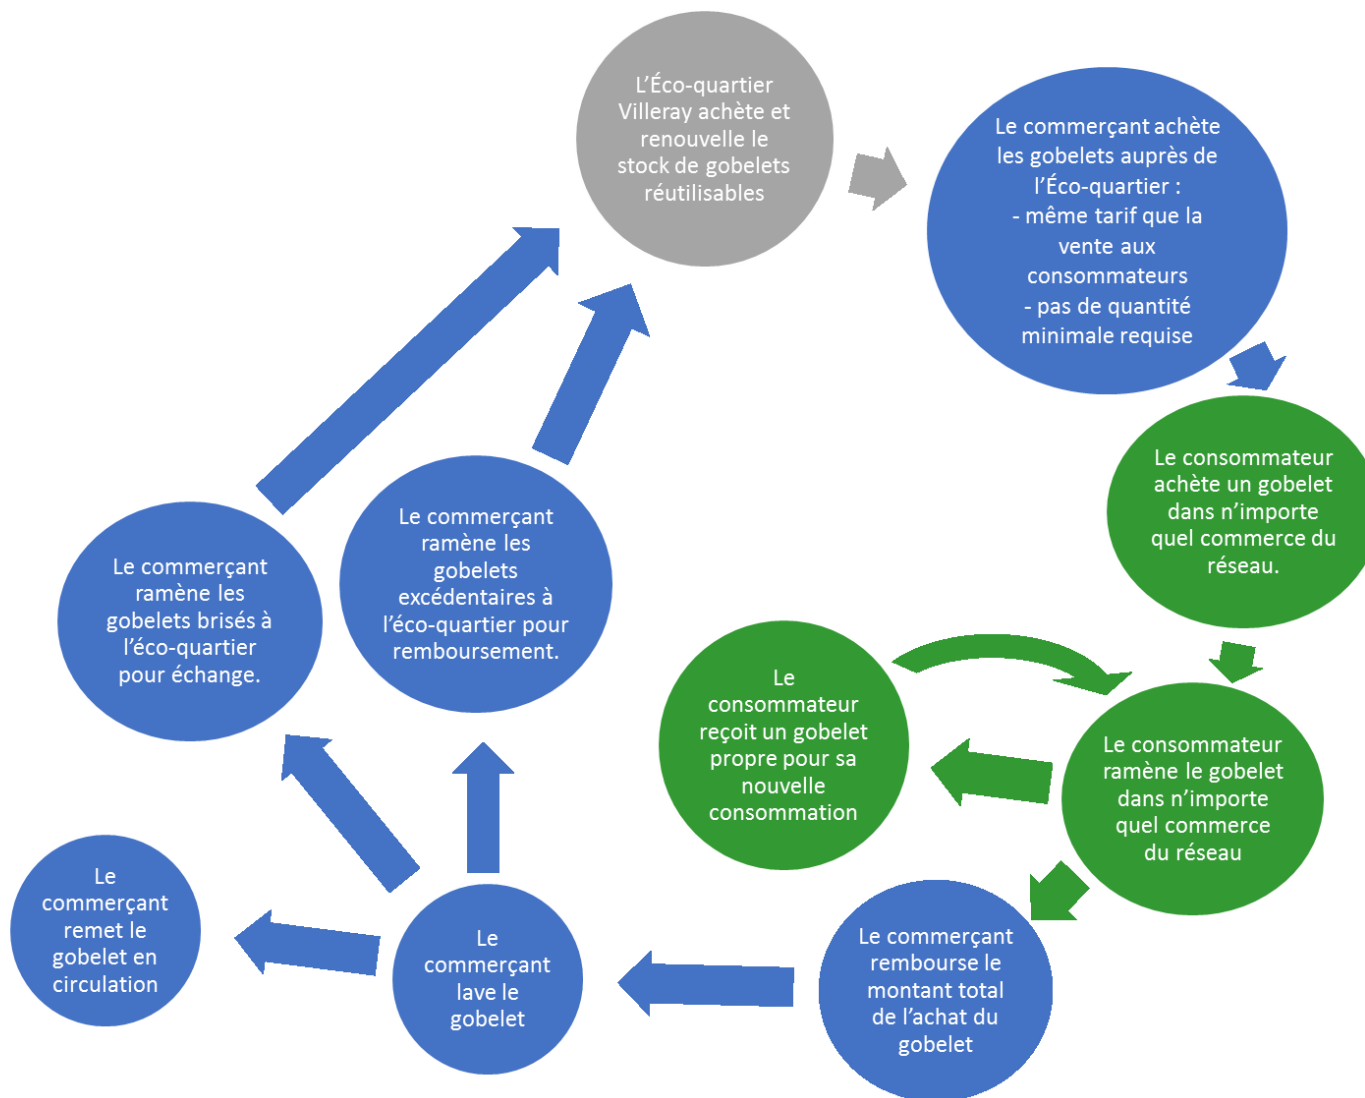 L’Éco-quartier
Villeray achète et
renouvelle le
stock de gobelets
réutilisables
Le commerçant achète
les gobelets auprès de
l’Éco-quartier :
- même tarif que la
vente aux
consommateurs
- pas de quantité
minimale requise
Le consommateur
achète un gobelet
dans n’importe
quel commerce du
réseau.
Le consommateur
ramène le gobelet
dans n’importe
quel commerce
du réseau
Le
consommateur
reçoit un gobelet
propre pour sa
nouvelle
consommation
Le commerçant
rembourse le
montant total
de l’achat du
gobelet
Le
commerçant
lave le
gobelet
Le
commerçant
remet le
gobelet en
circulation
Le commerçant
ramène les
gobelets brisés à
l’éco-quartier
pour échange.
Le commerçant
ramène les
gobelets
excédentaires à
l’éco-quartier pour
remboursement.